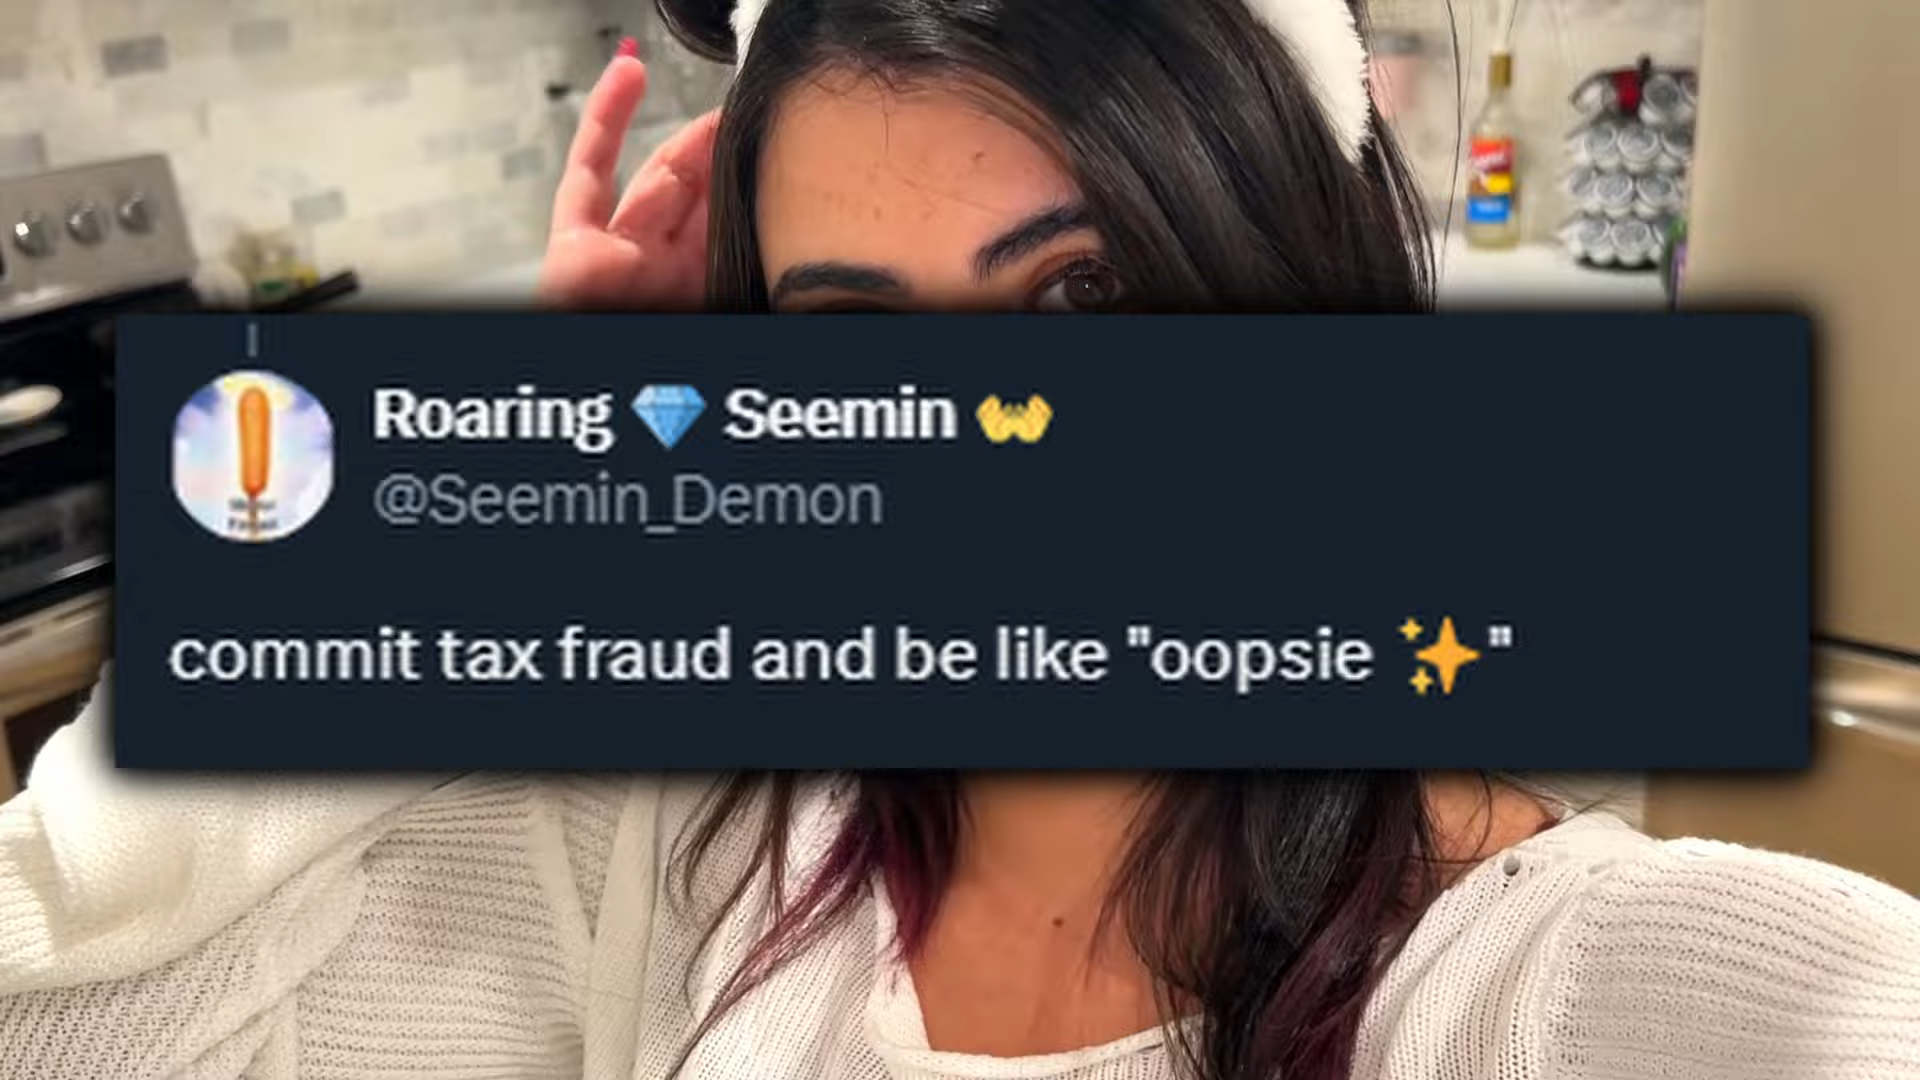 Roaring 💎 Seemin 👐
@Seemin_Demon
commit tax fraud and be like "oopsie ✨"